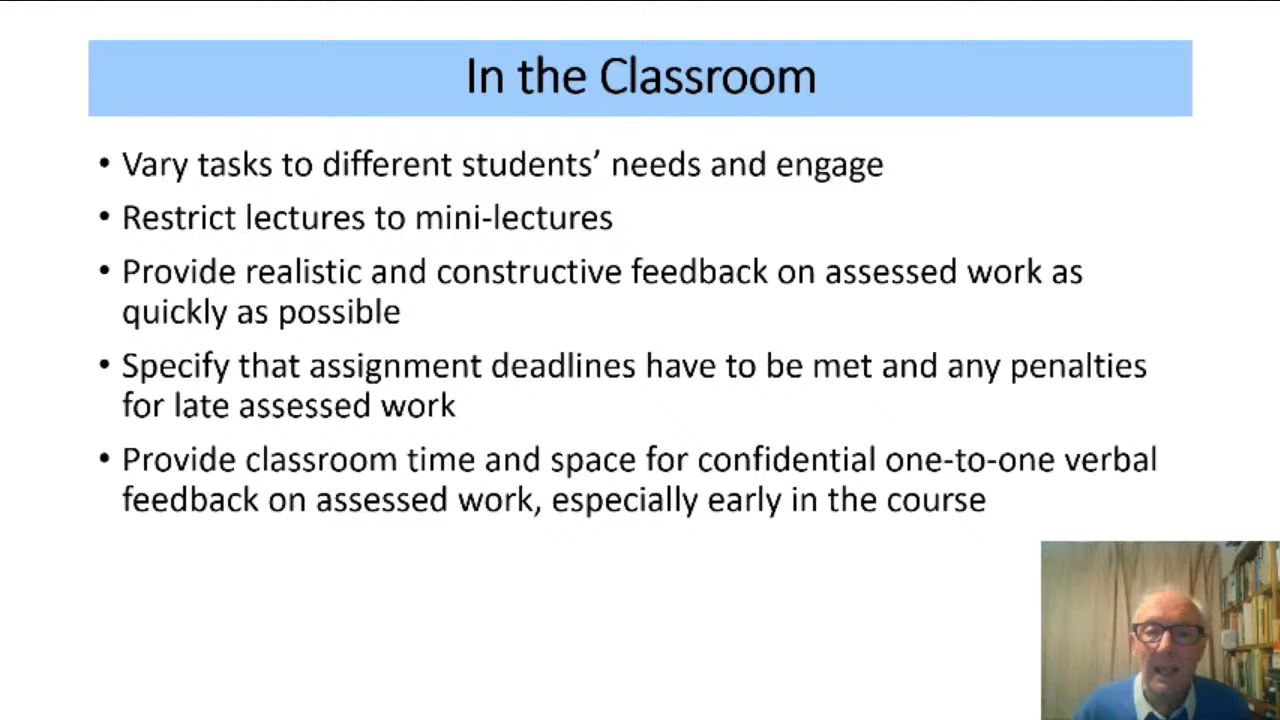 In the Classroom
• Vary tasks to different students’ needs and engage
• Restrict lectures to mini-lectures
• Provide realistic and constructive feedback on assessed work as
quickly as possible
• Specify that assignment deadlines have to be met and any penalties
for late assessed work
• Provide classroom time and space for confidential one-to-one verbal
feedback on assessed work, especially early in the course